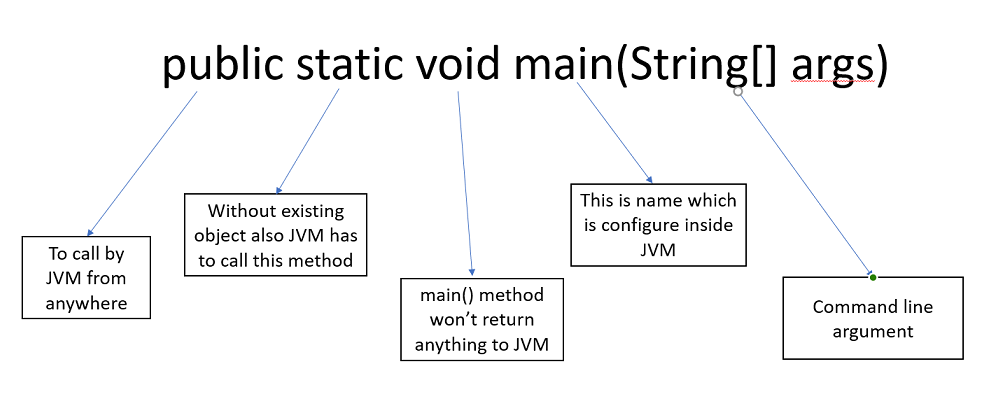 public static void main(String[] args)
To call by
JVM from
anywhere
Without existing
object also JVM has
to call this method
main() method
won't return
anything to JVM
This is name which
is configure inside
JVM
Command line
argument